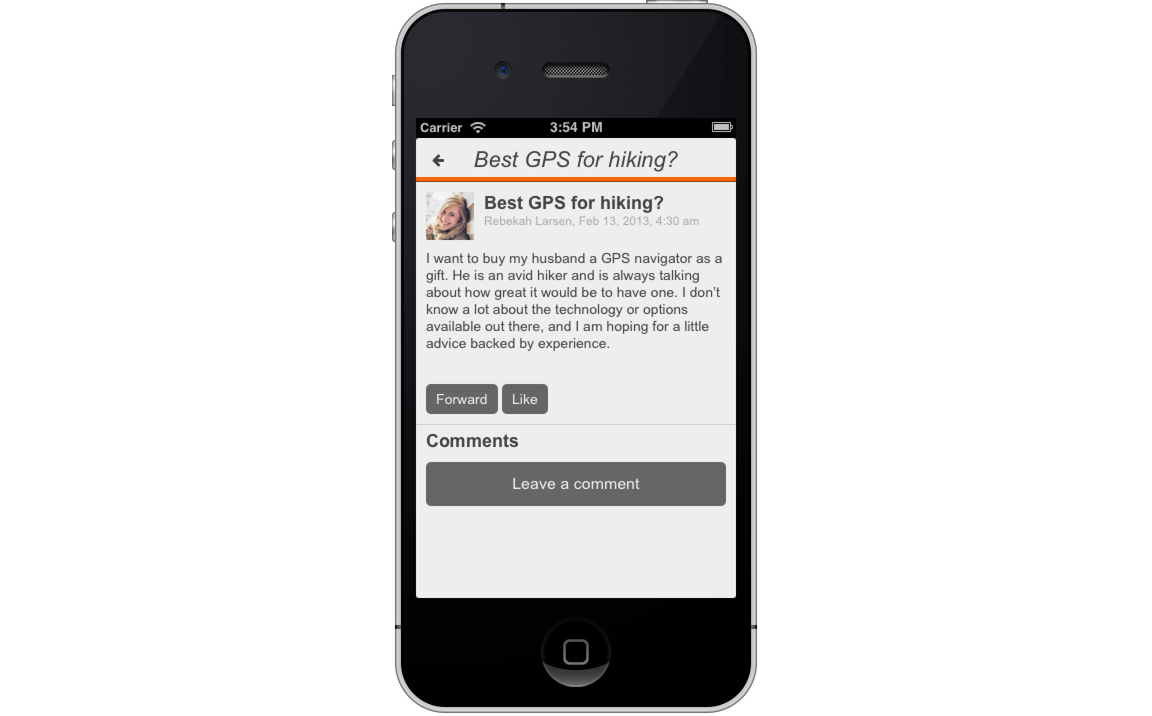 Carrier 3:54 PM
Best GPS for hiking?
Best GPS for hiking?
Rebekah Larsen, Feb 13, 2013, 4:30 am
I want to buy my husband a GPS navigator as a
gift. He is an avid hiker and is always talking
about how great it would be to have one. I don’t
know a lot about the technology or options
available out there, and I am hoping for a little
advice backed by experience.
Forward Like
Comments
Leave a comment